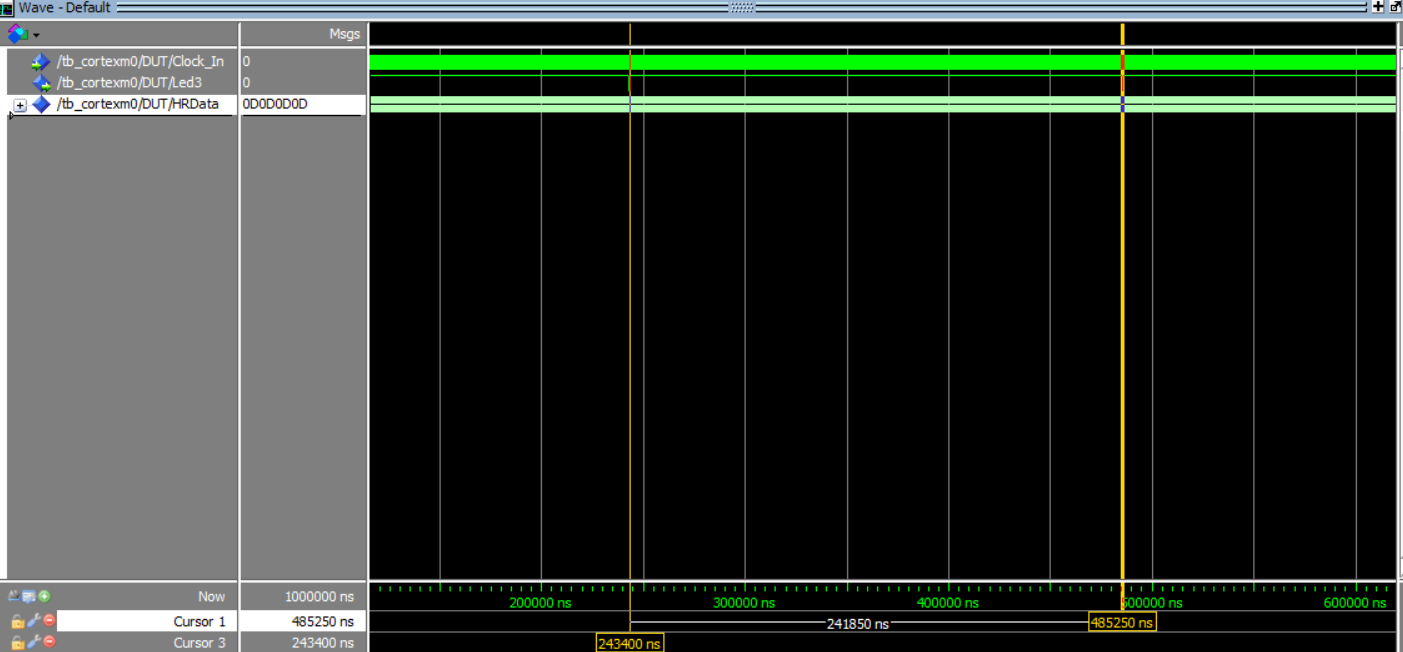 Wave - Default
Msgs
/tb_cortexm0/DUT/Clock_In 0
/tb_cortexm0/DUT/Led3 0
/tb_cortexm0/DUT/HRData 0D0D0D0D
Now 1000000 ns 200000 ns 300000 ns 400000 ns 500000 ns 600000 ns
Cursor 1 485250 ns 241850 ns 485250 ns
Cursor 3 243400 ns 243400 ns